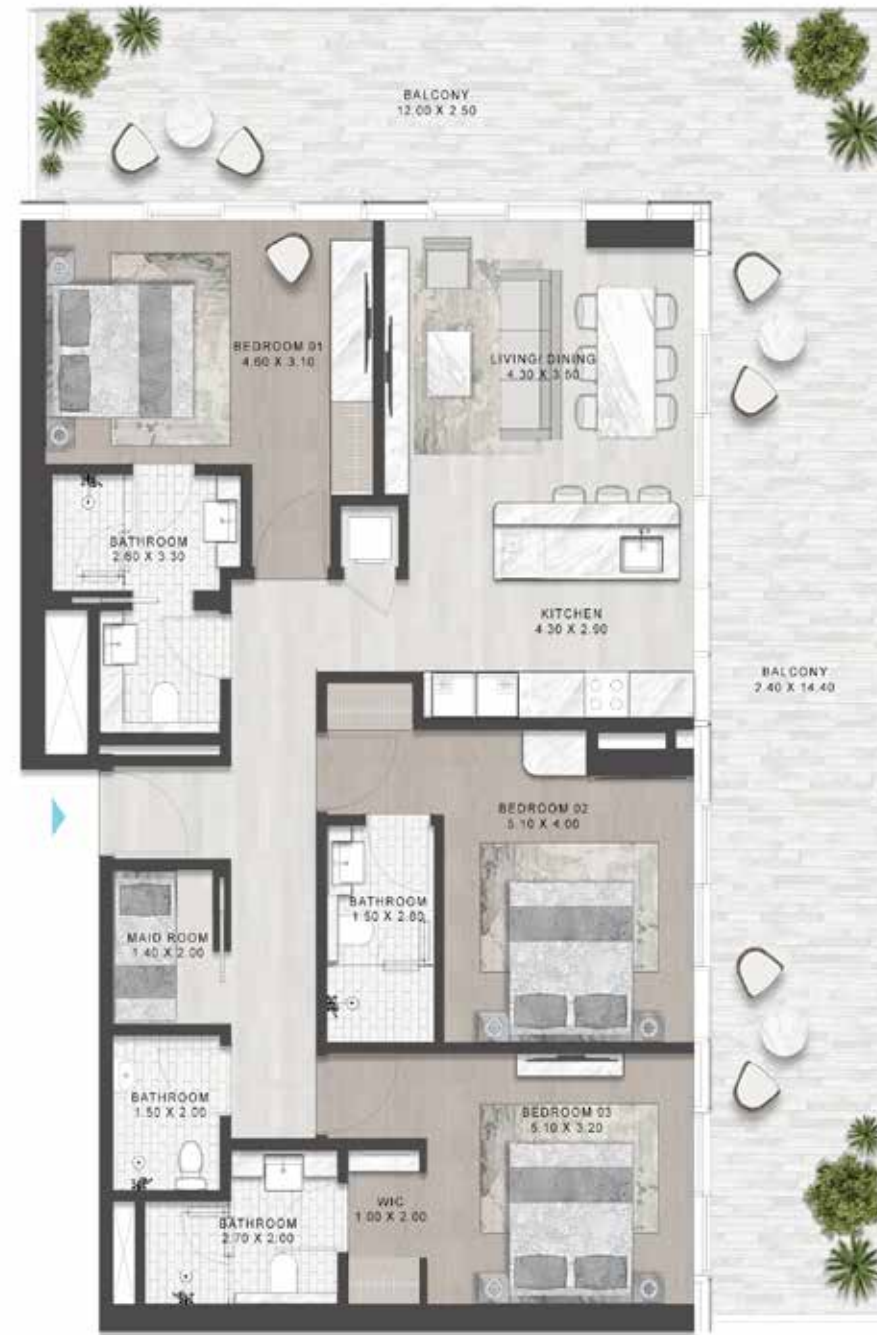 BALCONY
12.00 X 2.50
BEDROOM 01
4.60 X 3.10
LIVING/ DINING
4.30 X 3.60
BATHROOM
2.60 X 3.30
KITCHEN
4.30 X 2.90
BALCONY
2.40 X 14.40
BEDROOM 02
5.10 X 4.00
BATHROOM
1.50 X 2.80
MAID ROOM
1.40 X 2.00
BATHROOM
1.50 X 2.00
BEDROOM 03
5.10 X 3.20
WIC
1.00 X 2.00
BATHROOM
2.70 X 2.00